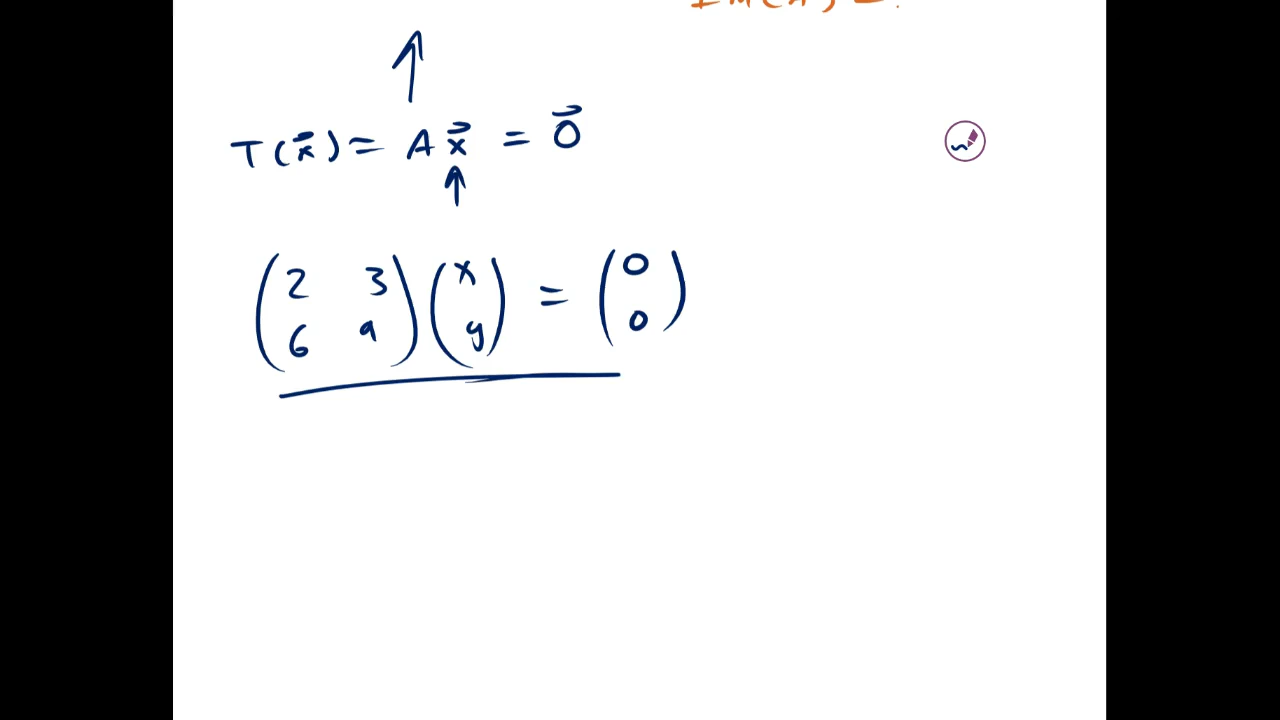 T(x⃗) = A x⃗ = 0⃗
(2 3) (x) = (0)
(6 9) (y) (0)